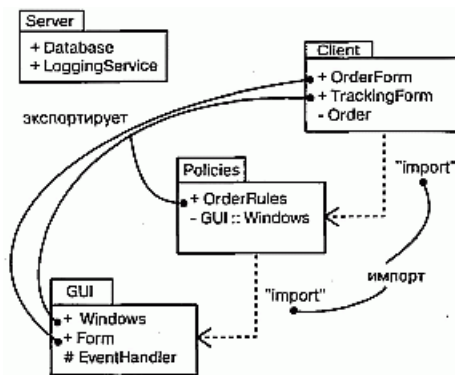 Server
+ Database
+ LoggingService
Client
+ OrderForm
+ TrackingForm
- Order
экспортирует
Policies
+ OrderRules
- GUI :: Windows
"import"
импорт
"import"
GUI
+ Windows
+ Form
# EventHandler